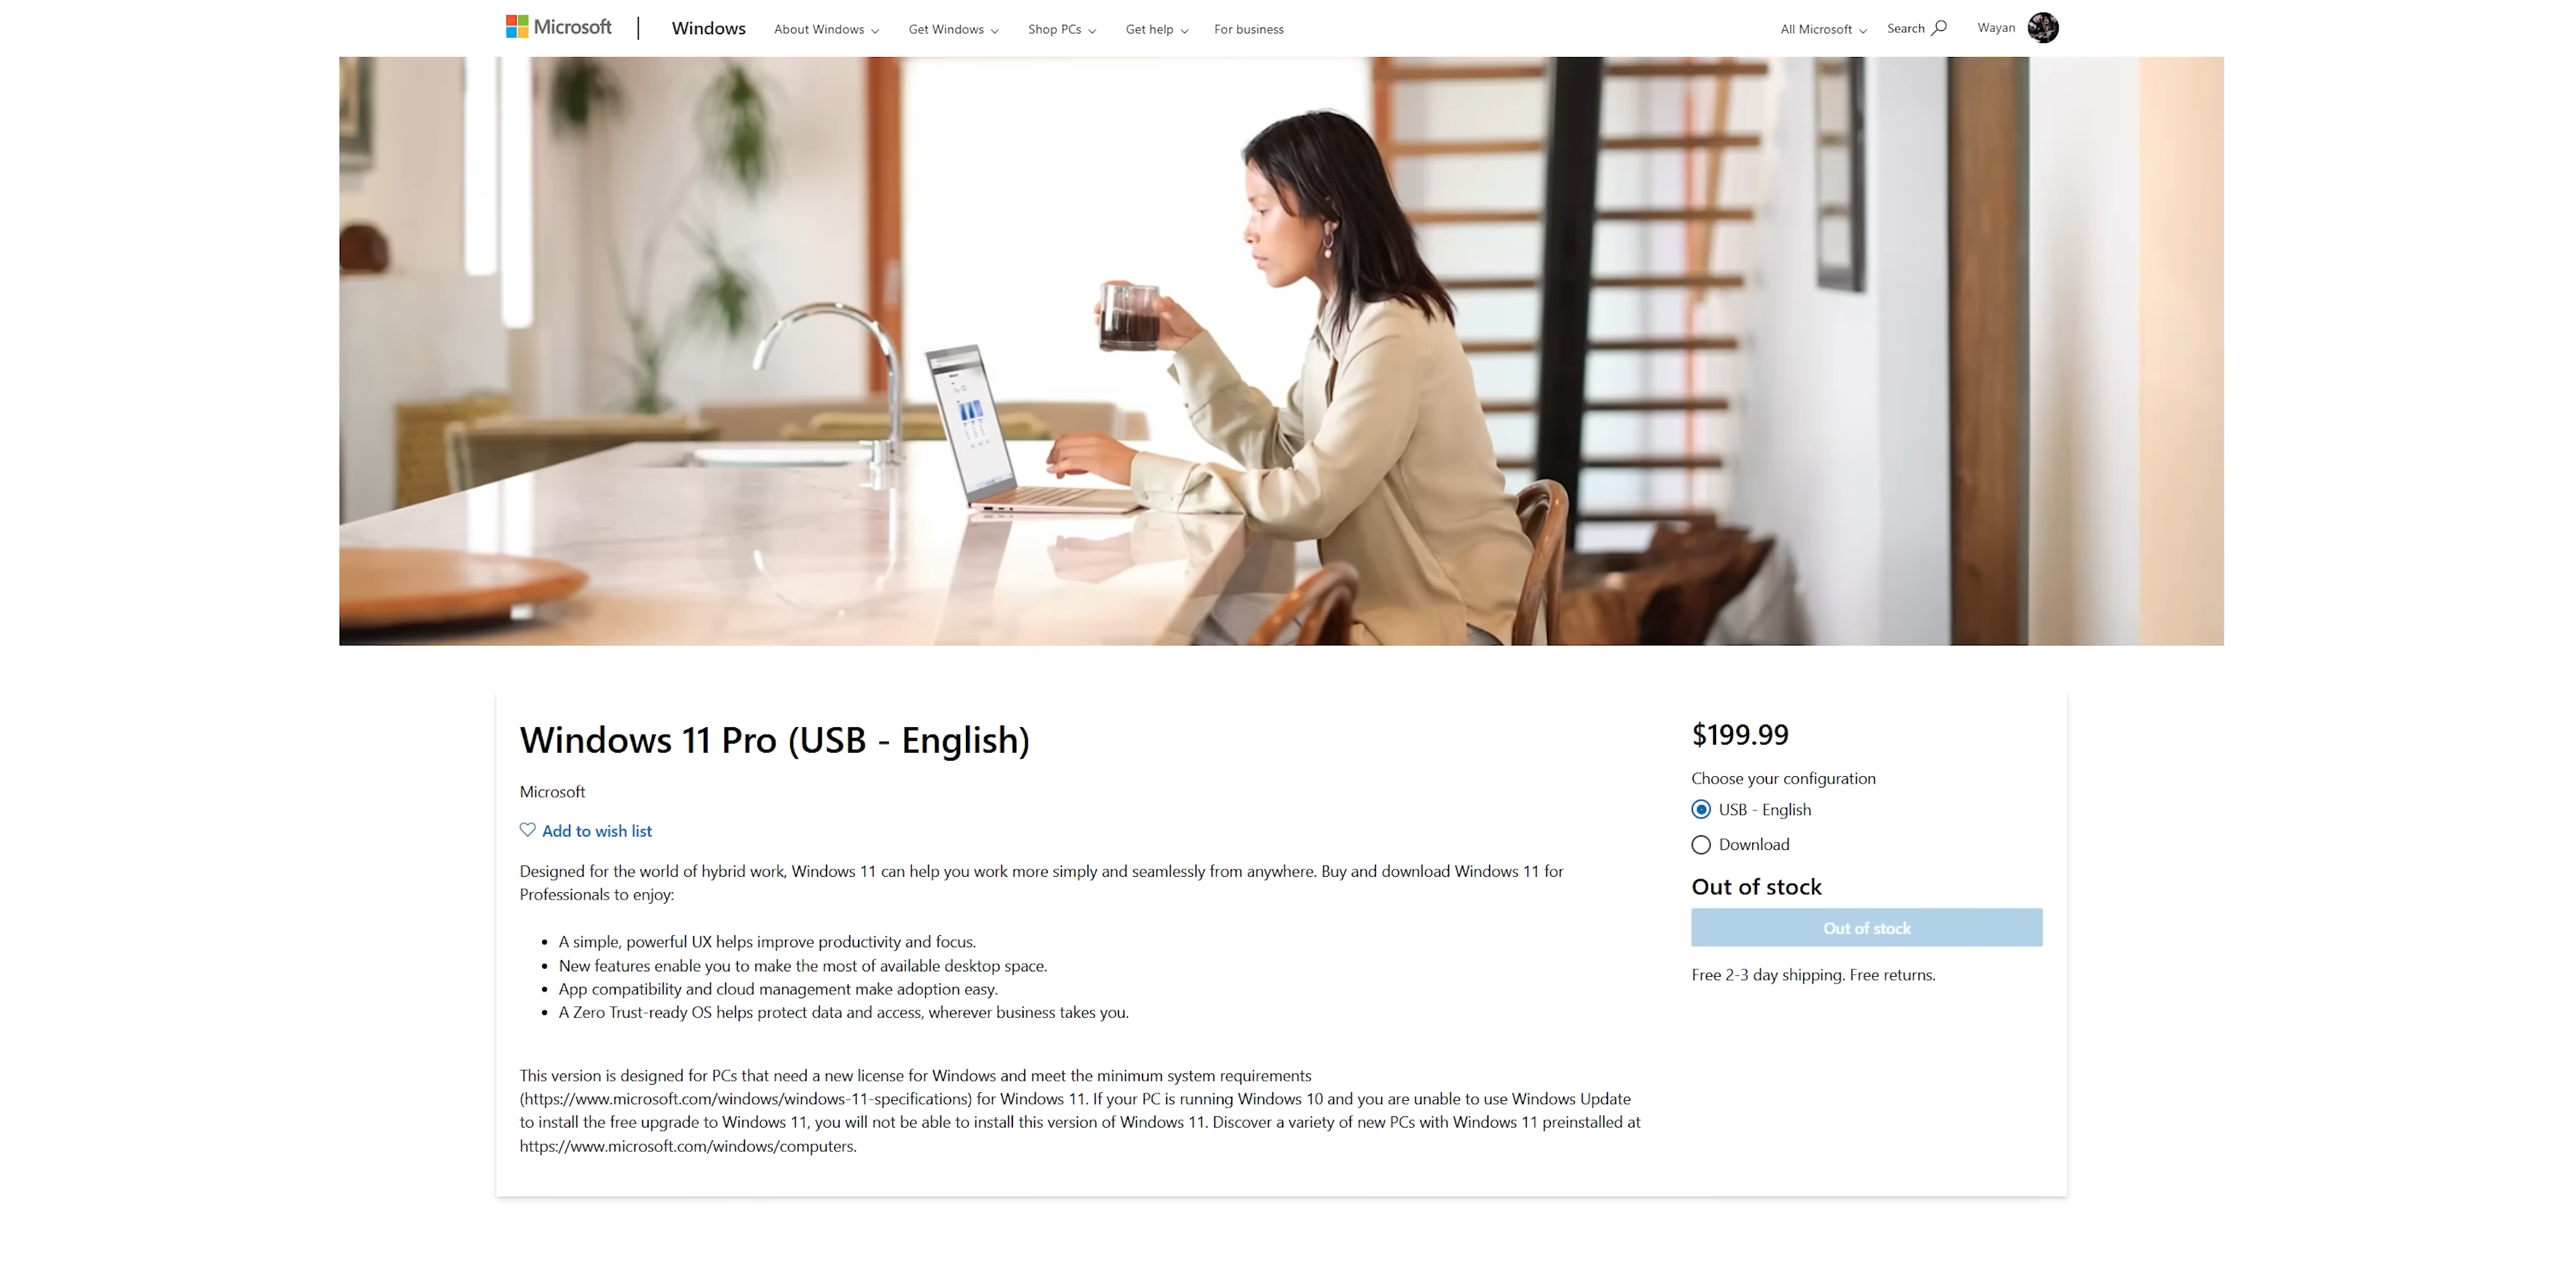 Microsoft
Windows
About Windows
Get Windows
Shop PCs
Get help
For business
All Microsoft
Search
Wayan
Windows 11 Pro (USB - English)
Microsoft
Add to wish list
Designed for the world of hybrid work, Windows 11 can help you work more simply and seamlessly from anywhere. Buy and download Windows 11 for
Professionals to enjoy:
• A simple, powerful UX helps improve productivity and focus.
• New features enable you to make the most of available desktop space.
• App compatibility and cloud management make adoption easy.
• A Zero Trust-ready OS helps protect data and access, wherever business takes you.
This version is designed for PCs that need a new license for Windows and meet the minimum system requirements
(https://www.microsoft.com/windows/windows-11-specifications) for Windows 11. If your PC is running Windows 10 and you are unable to use Windows Update
to install the free upgrade to Windows 11, you will not be able to install this version of Windows 11. Discover a variety of new PCs with Windows 11 preinstalled at
https://www.microsoft.com/windows/computers.
$199.99
Choose your configuration
USB - English
Download
Out of stock
Out of stock
Free 2-3 day shipping. Free returns.